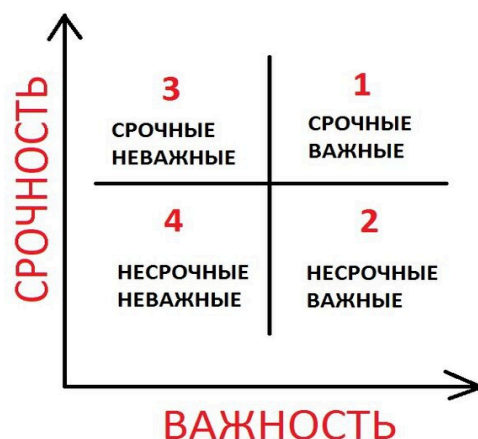 СРОЧНОСТЬ
3
СРОЧНЫЕ
НЕВАЖНЫЕ
1
СРОЧНЫЕ
ВАЖНЫЕ
4
НЕСРОЧНЫЕ
НЕВАЖНЫЕ
2
НЕСРОЧНЫЕ
ВАЖНЫЕ
ВАЖНОСТЬ